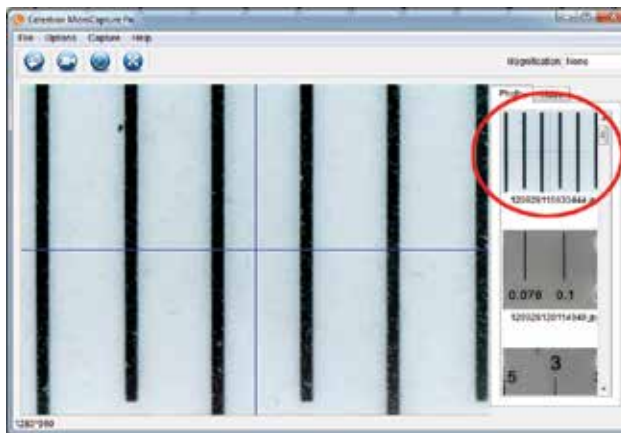 Celestron MicroCapture Pro
File Options Capture Help
Magnification: None
Photo
0.076 0.1
.5 3
1280*960